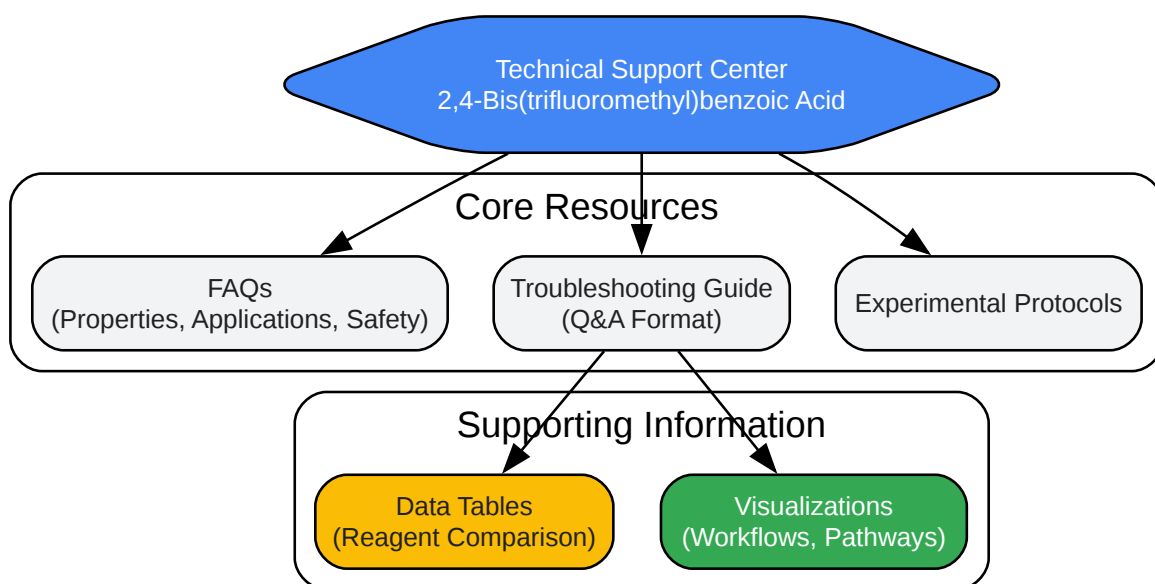 Technical Support Center
2,4-Bis(trifluoromethyl)benzoic Acid
Core Resources
FAQs
(Properties, Applications, Safety)
Troubleshooting Guide
(Q&A Format)
Experimental Protocols
Supporting Information
Data Tables
(Reagent Comparison)
Visualizations
(Workflows, Pathways)